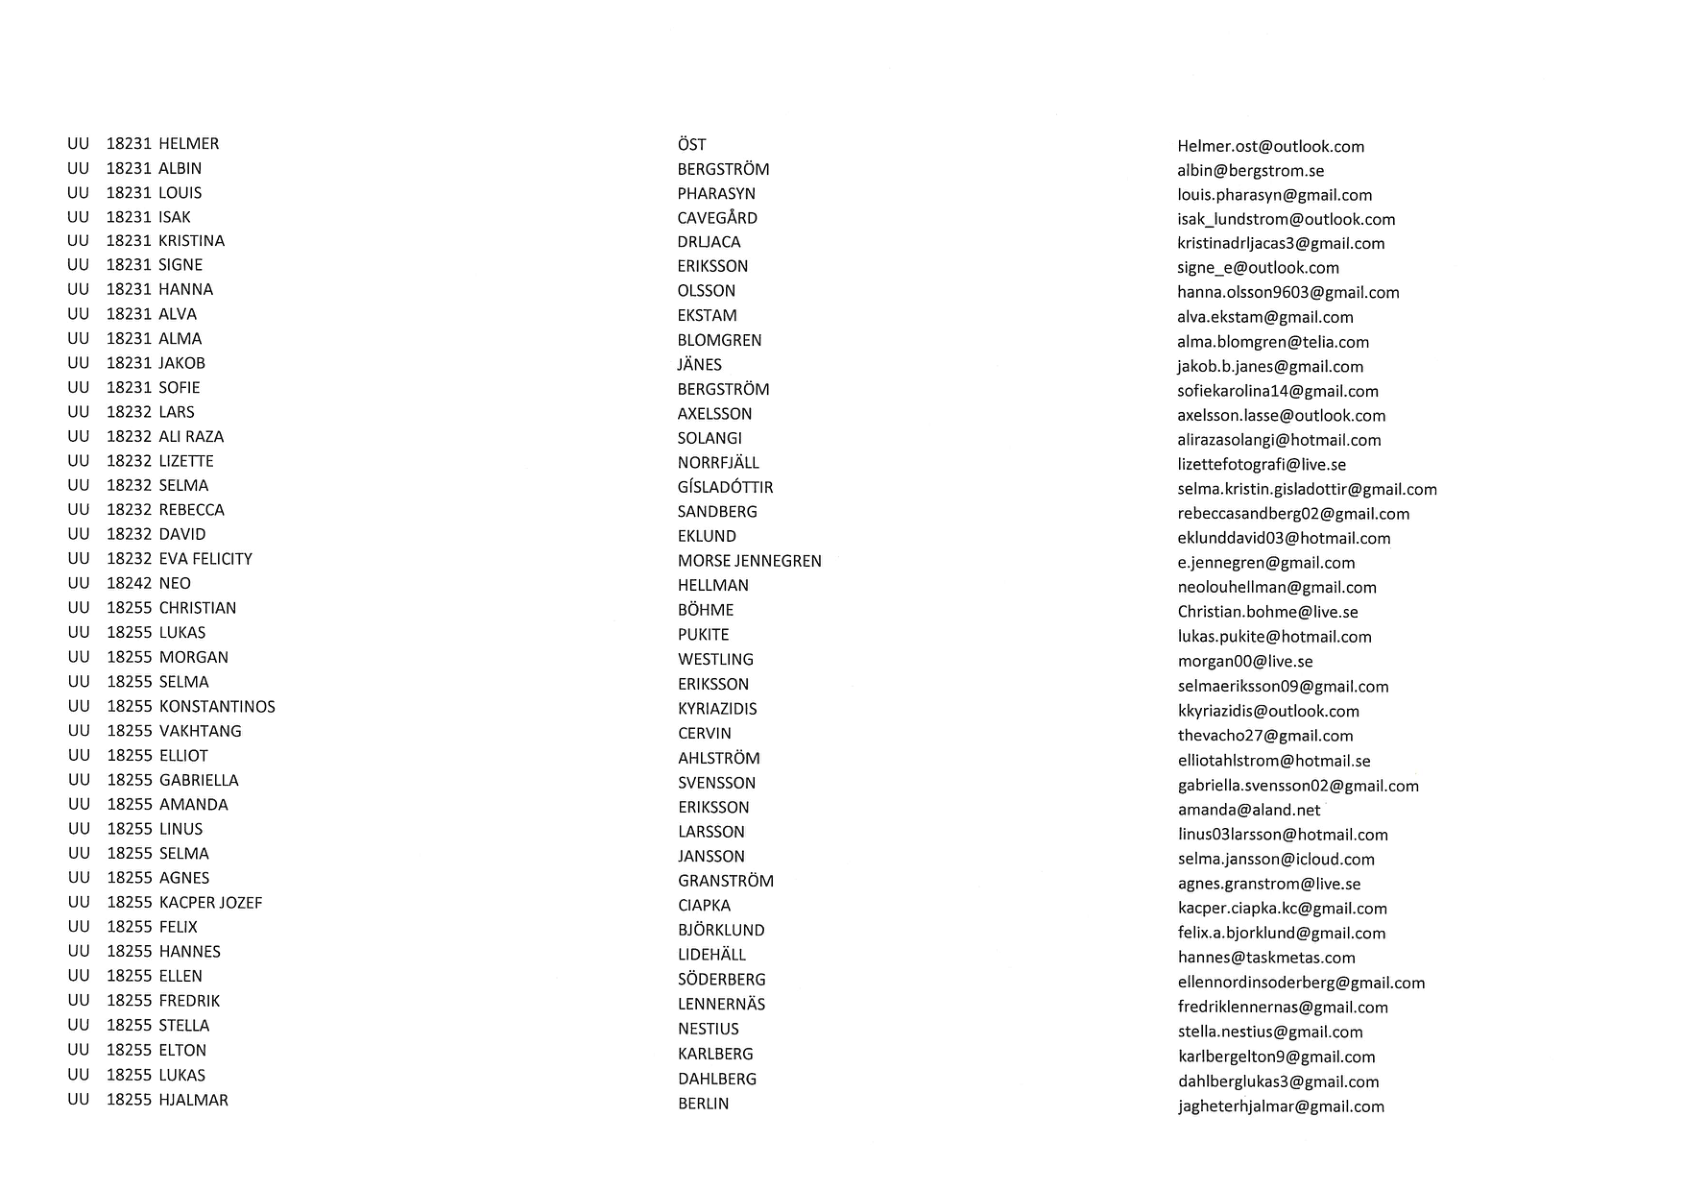 UU 18231 HELMER ÖST Helmer.ost@outlook.com
UU 18231 ALBIN BERGSTRÖM albin@bergstrom.se
UU 18231 LOUIS PHARASYN louis.pharasyn@gmail.com
UU 18231 ISAK CAVEGÅRD isak_lundstrom@outlook.com
UU 18231 KRISTINA DRLJACA kristinadrljacas3@gmail.com
UU 18231 SIGNE ERIKSSON signe_e@outlook.com
UU 18231 HANNA OLSSON hanna.olsson9603@gmail.com
UU 18231 ALVA EKSTAM alva.ekstam@gmail.com
UU 18231 ALMA BLOMGREN alma.blomgren@telia.com
UU 18231 JAKOB JÄNES jakob.b.janes@gmail.com
UU 18231 SOFIE BERGSTRÖM sofiekarolina14@gmail.com
UU 18232 LARS AXELSSON axelsson.lasse@outlook.com
UU 18232 ALI RAZA SOLANGI alirazasolangi@hotmail.com
UU 18232 LIZETTE NORRFJÄLL lizettefotografi@live.se
UU 18232 SELMA GÍSLADÓTTIR selma.kristin.gisladottir@gmail.com
UU 18232 REBECCA SANDBERG rebeccasandberg02@gmail.com
UU 18232 DAVID EKLUND eklunddavid03@hotmail.com
UU 18232 EVA FELICITY MORSE JENNEGREN e.jennegren@gmail.com
UU 18242 NEO HELLMAN neolouhellman@gmail.com
UU 18255 CHRISTIAN BÖHME Christian.bohme@live.se
UU 18255 LUKAS PUKITE lukas.pukite@hotmail.com
UU 18255 MORGAN WESTLING morgan00@live.se
UU 18255 SELMA ERIKSSON selmaeriksson09@gmail.com
UU 18255 KONSTANTINOS KYRIAZIDIS kkyriazidis@outlook.com
UU 18255 VAKHTANG CERVIN thevacho27@gmail.com
UU 18255 ELLIOT AHLSTRÖM elliotahlstrom@hotmail.se
UU 18255 GABRIELLA SVENSSON gabriella.svensson02@gmail.com
UU 18255 AMANDA ERIKSSON amanda@aland.net
UU 18255 LINUS LARSSON linus03larsson@hotmail.com
UU 18255 SELMA JANSSON selma.jansson@icloud.com
UU 18255 AGNES GRANSTRÖM agnes.granstrom@live.se
UU 18255 KACPER JOZEF CIAPKA kacper.ciapka.kc@gmail.com
UU 18255 FELIX BJÖRKLUND felix.a.bjorklund@gmail.com
UU 18255 HANNES LIDEHÄLL hannes@taskmetas.com
UU 18255 ELLEN SÖDERBERG ellennordinsoderberg@gmail.com
UU 18255 FREDRIK LENNERNÄS fredriklennernas@gmail.com
UU 18255 STELLA NESTIUS stella.nestius@gmail.com
UU 18255 ELTON KARLBERG karlbergelton9@gmail.com
UU 18255 LUKAS DAHLBERG dahlberglukas3@gmail.com
UU 18255 HJALMAR BERLIN jagheterhjalmar@gmail.com